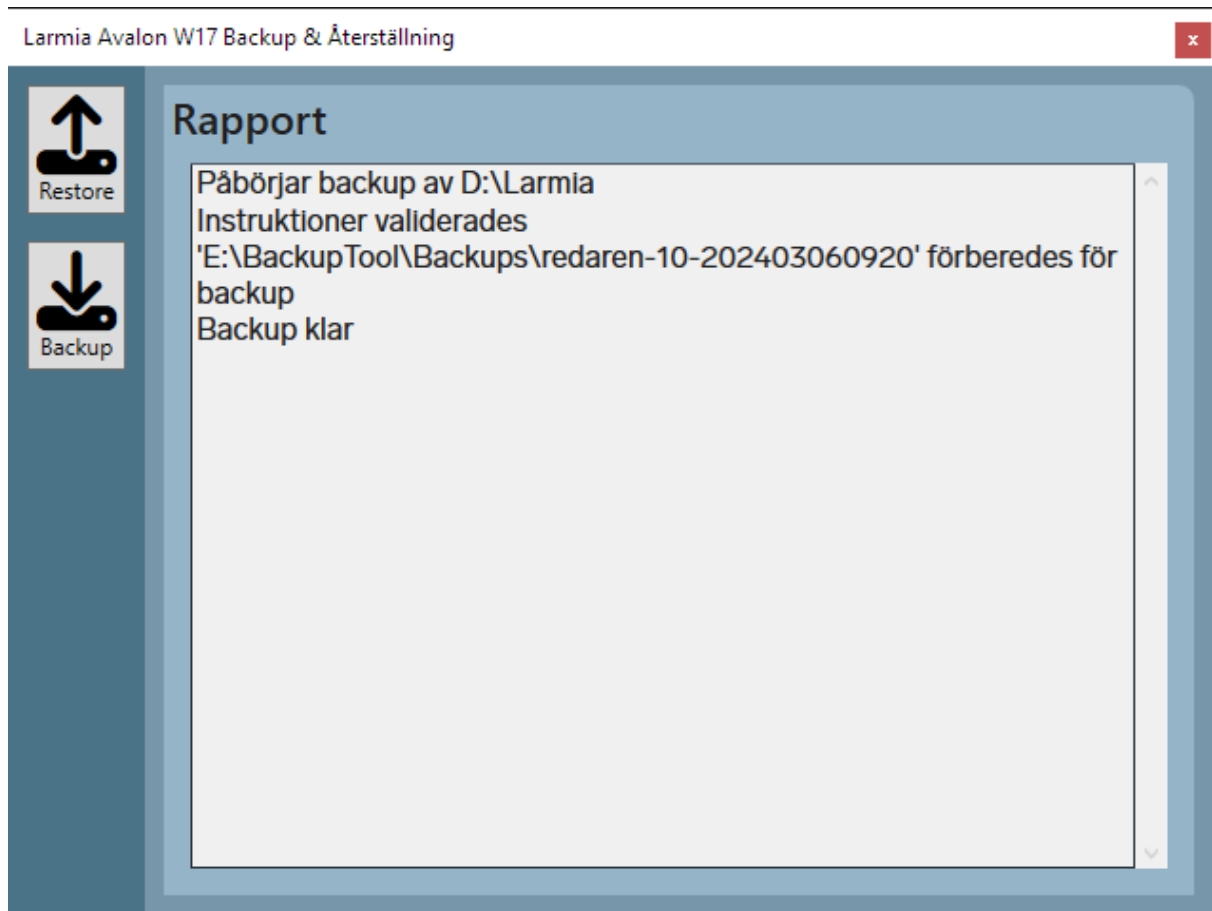 Larmia Avalon W17 Backup & Återställning
x
Restore
Backup
Rapport
Påbörjar backup av D:\Larmia
Instruktioner validerades
'E:\BackupTool\Backups\redaren-10-202403060920' förberedes för
backup
Backup klar